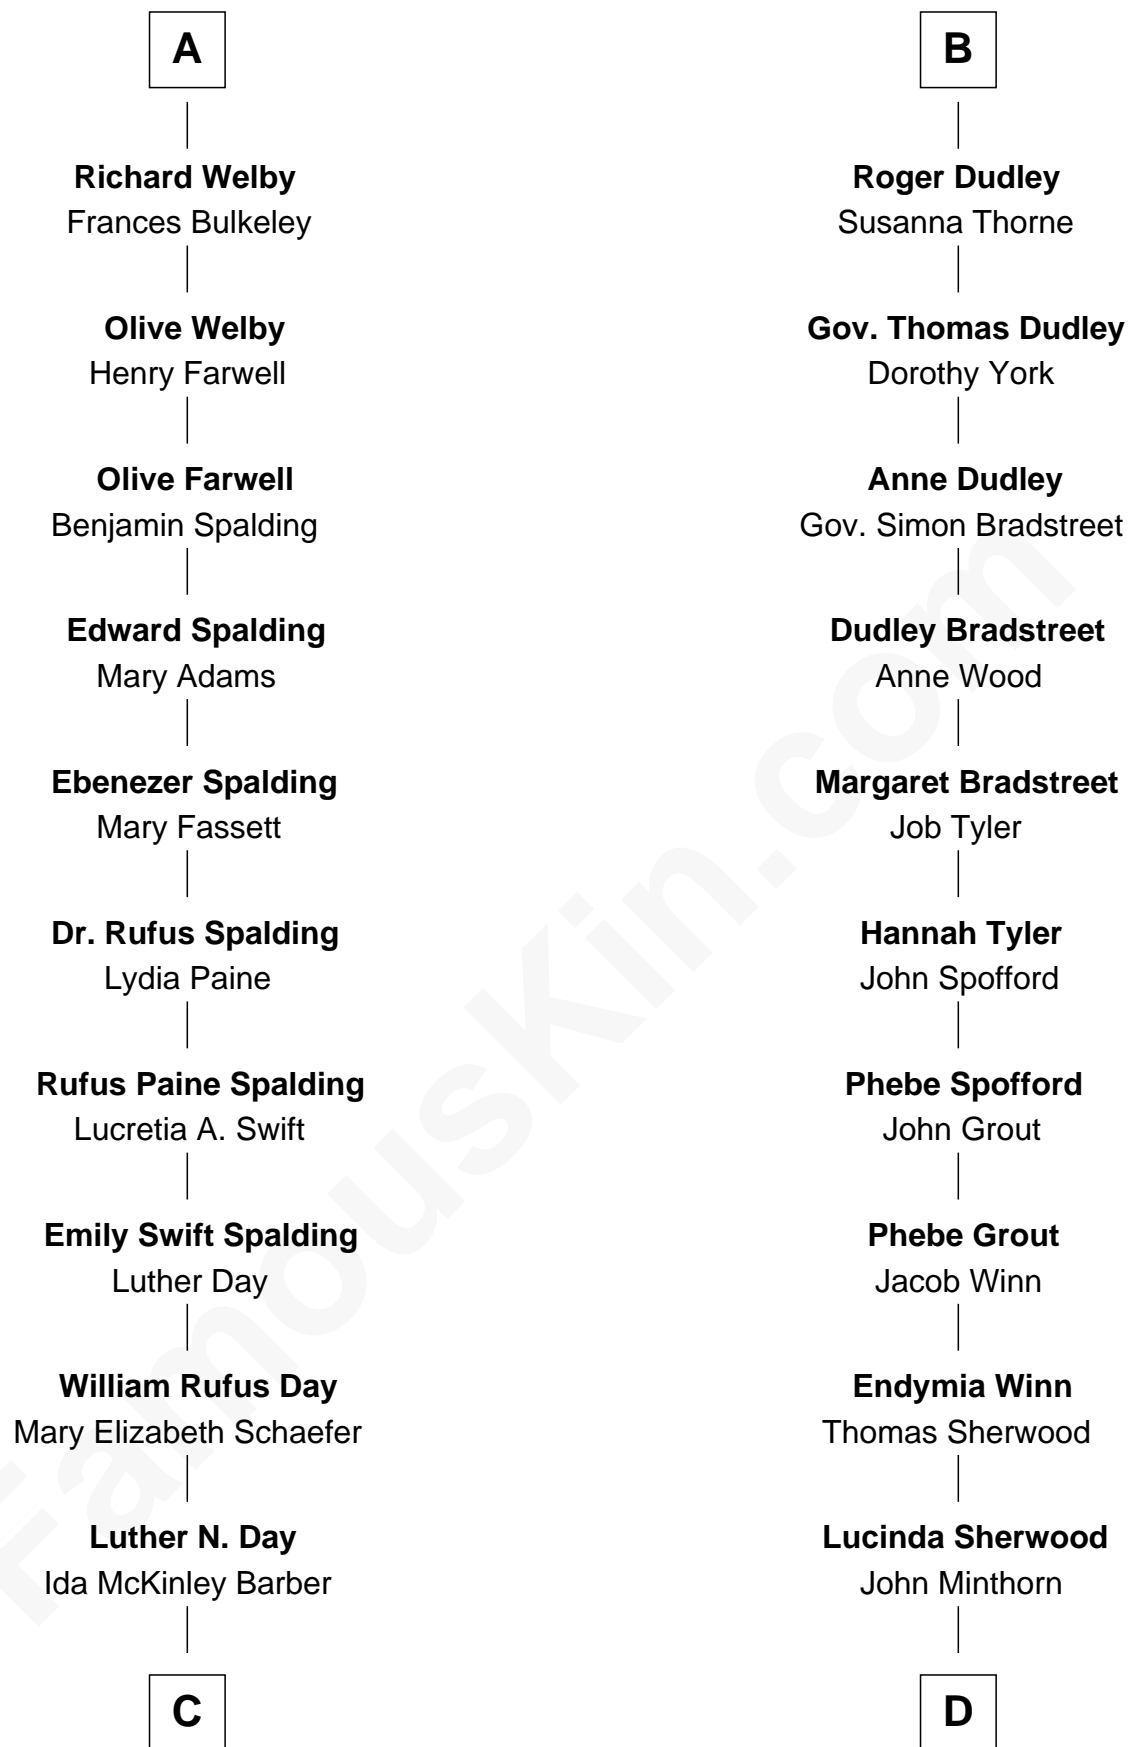 A
Richard Welby
Frances Bulkeley
Olive Welby
Henry Farwell
Olive Farwell
Benjamin Spalding
Edward Spalding
Mary Adams
Ebenezer Spalding
Mary Fassett
Dr. Rufus Spalding
Lydia Paine
Rufus Paine Spalding
Lucretia A. Swift
Emily Swift Spalding
Luther Day
William Rufus Day
Mary Elizabeth Schaefer
Luther N. Day
Ida McKinley Barber
C
B
Roger Dudley
Susanna Thorne
Gov. Thomas Dudley
Dorothy York
Anne Dudley
Gov. Simon Bradstreet
Dudley Bradstreet
Anne Wood
Margaret Bradstreet
Job Tyler
Hannah Tyler
John Spofford
Phebe Spofford
John Grout
Phebe Grout
Jacob Winn
Endymia Winn
Thomas Sherwood
Lucinda Sherwood
John Minthorn
D
FamousKin.com